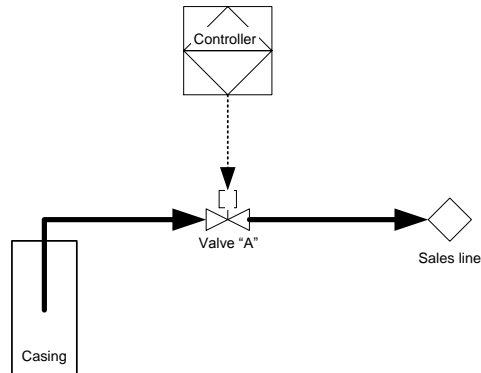 Controller
Valve “A”
Sales line
Casing